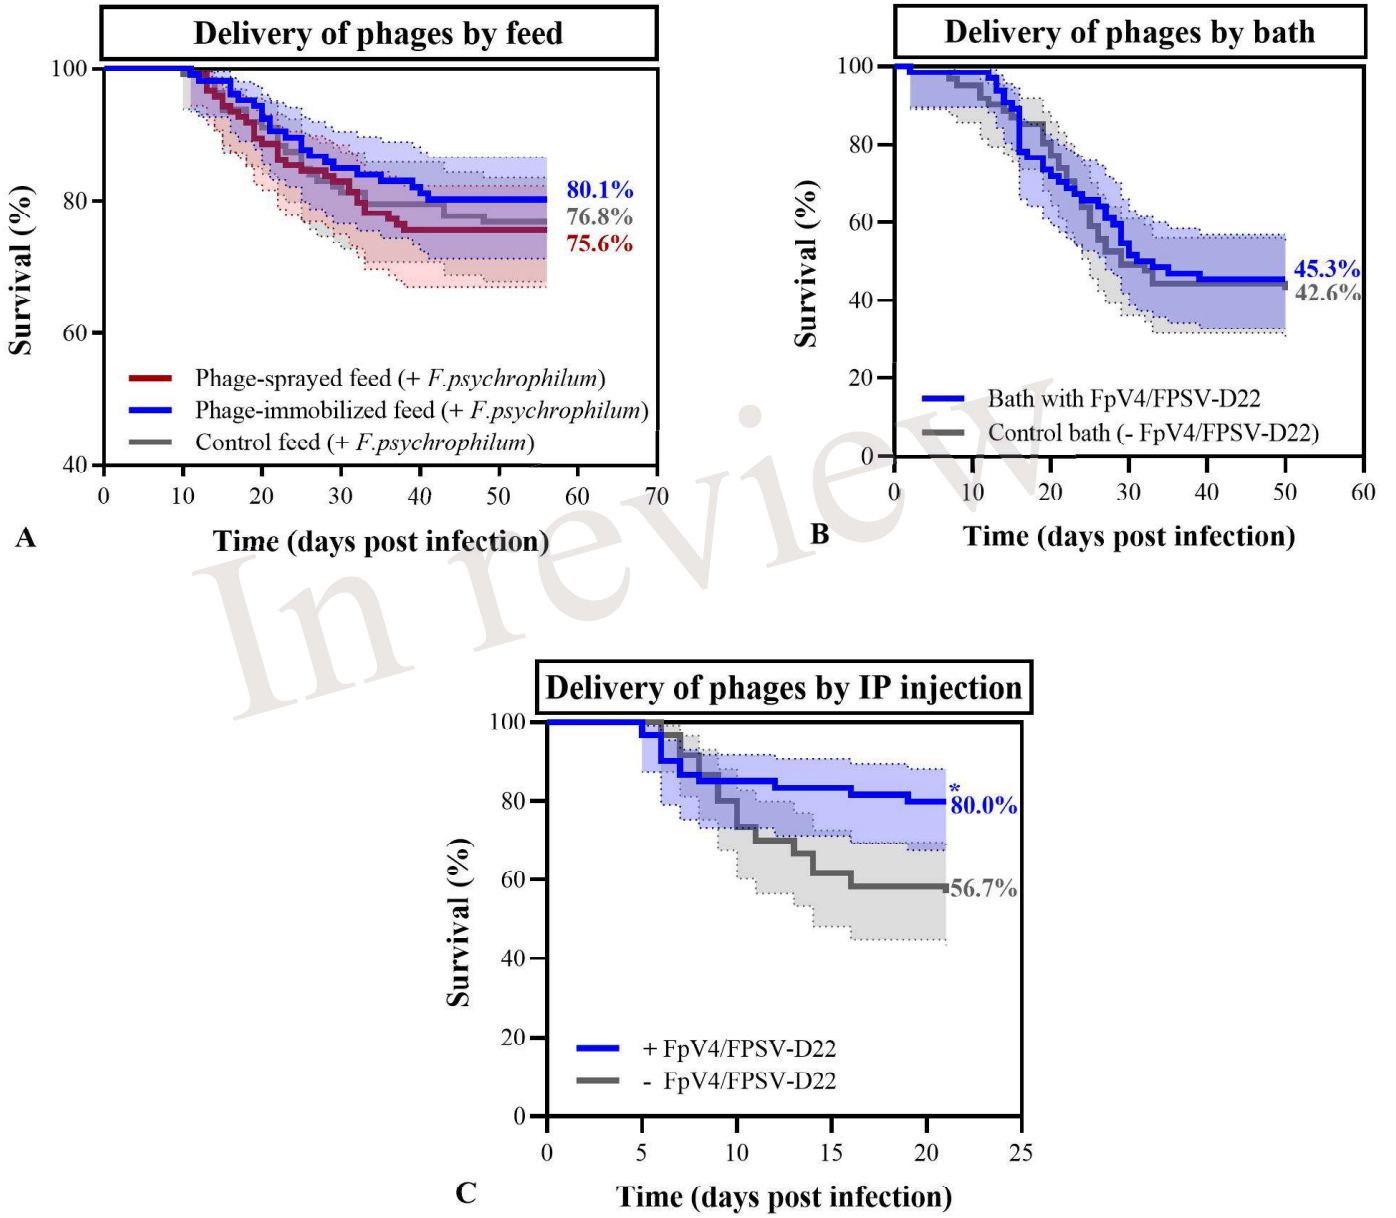 Delivery of phages by feed
100
80
60
40
Survival (%)
80.1%
76.8%
75.6%
Phage-sprayed feed (+ F.psychrophilum)
Phage-immobilized feed (+ F.psychrophilum)
Control feed (+ F.psychrophilum)
0 10 20 30 40 50 60 70
Time (days post infection)
A
Delivery of phages by bath
100
80
60
40
20
0
Survival (%)
45.3%
42.6%
Bath with FpV4/FPSV-D22
Control bath (- FpV4/FPSV-D22)
0 10 20 30 40 50 60
Time (days post infection)
B
In review
Delivery of phages by IP injection
100
80
60
40
20
0
Survival (%)
*
80.0%
56.7%
+ FpV4/FPSV-D22
- FpV4/FPSV-D22
0 5 10 15 20 25
Time (days post infection)
C